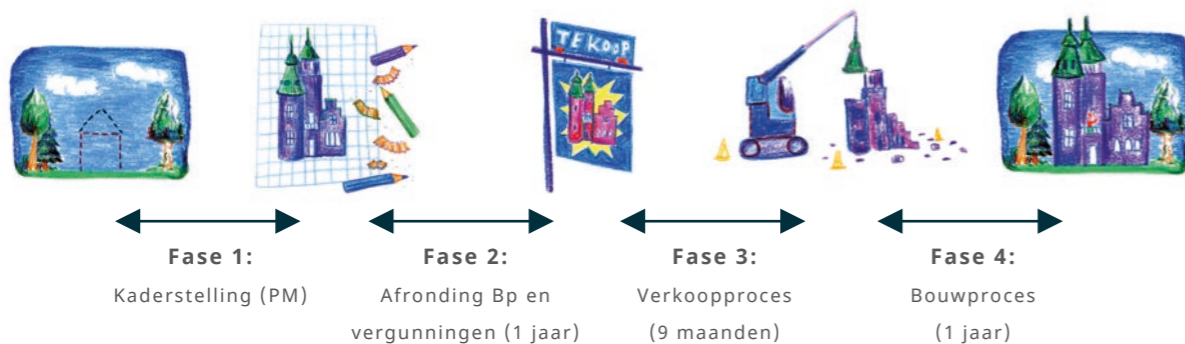 TE KOOP
Fase 1:
Kaderstelling (PM)
Fase 2:
Afronding Bp en
vergunningen (1 jaar)
Fase 3:
Verkoopproces
(9 maanden)
Fase 4:
Bouwproces
(1 jaar)